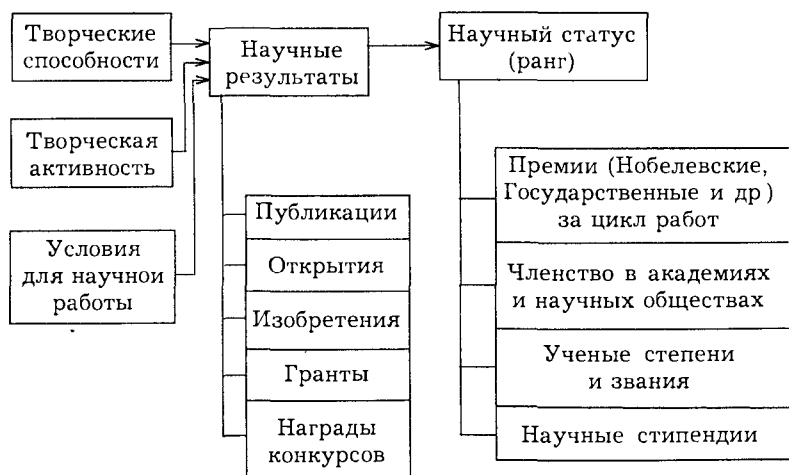 Творческие
способности
Творческая
активность
Условия
для научнои
работы
Научные
результаты
Публикации
Открытия
Изобретения
Гранты
Награды
конкурсов
Научный статус
(ранг)
Премии (Нобелевские,
Государственные и др )
за цикл работ
Членство в академиях
и научных обществах
Ученые степени
и звания
Научные стипендии